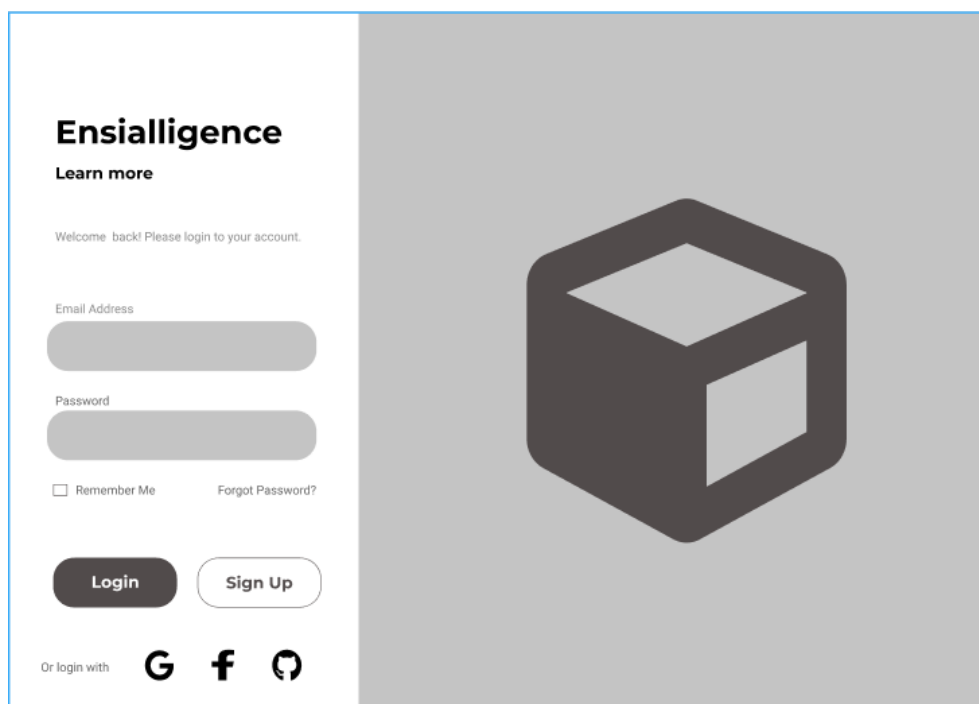 Ensialligence
Learn more
Welcome  back! Please login to your account.
Email Address
Password
Remember Me
Forgot Password?
Login
Sign Up
Or login with